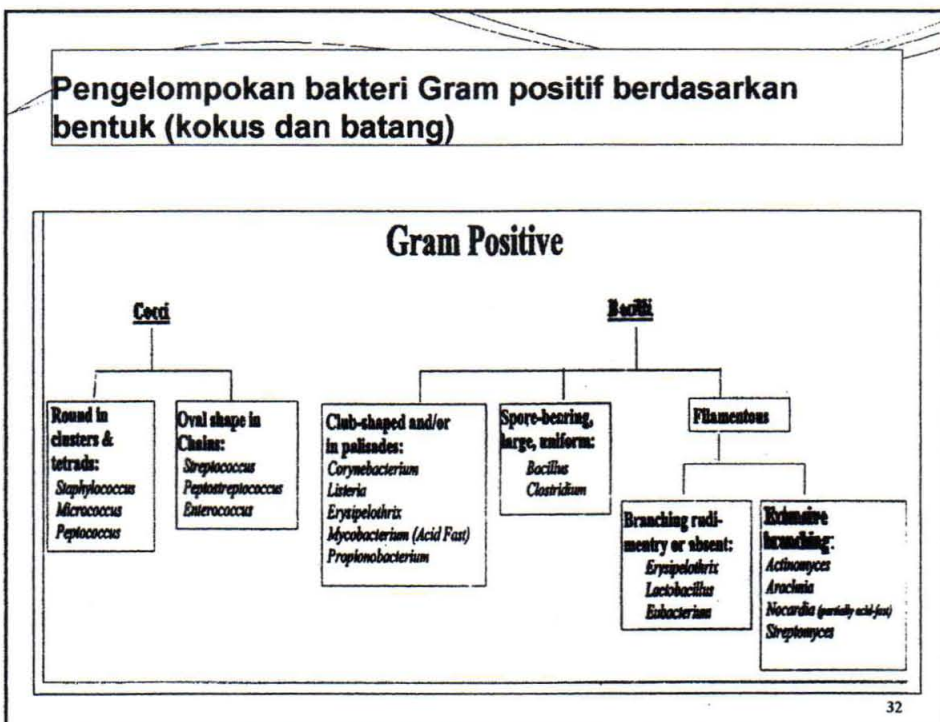 Pengelompokan bakteri Gram positif berdasarkan
bentuk (kokus dan batang)
Gram Positive
Cocci
Bacilli
Round in
clusters &
tetrads:
Staphylococcus
Micrococcus
Peptococcus
Oval shape in
Chains:
Streptococcus
Peptostreptococcus
Enterococcus
Club-shaped and/or
in palisades:
Corynebacterium
Listeria
Erysipelothrix
Mycobacterium (Acid Fast)
Propionobacterium
Spore-bearing,
large, uniform:
Bacillus
Clostridium
Filamentous
Branching rudi-
mentry or absent:
Erysipelothrix
Lactobacillus
Eubacterium
Extensive
branching:
Actinomyces
Arachnia
Nocardia (partially acid-fast)
Streptomyces
32